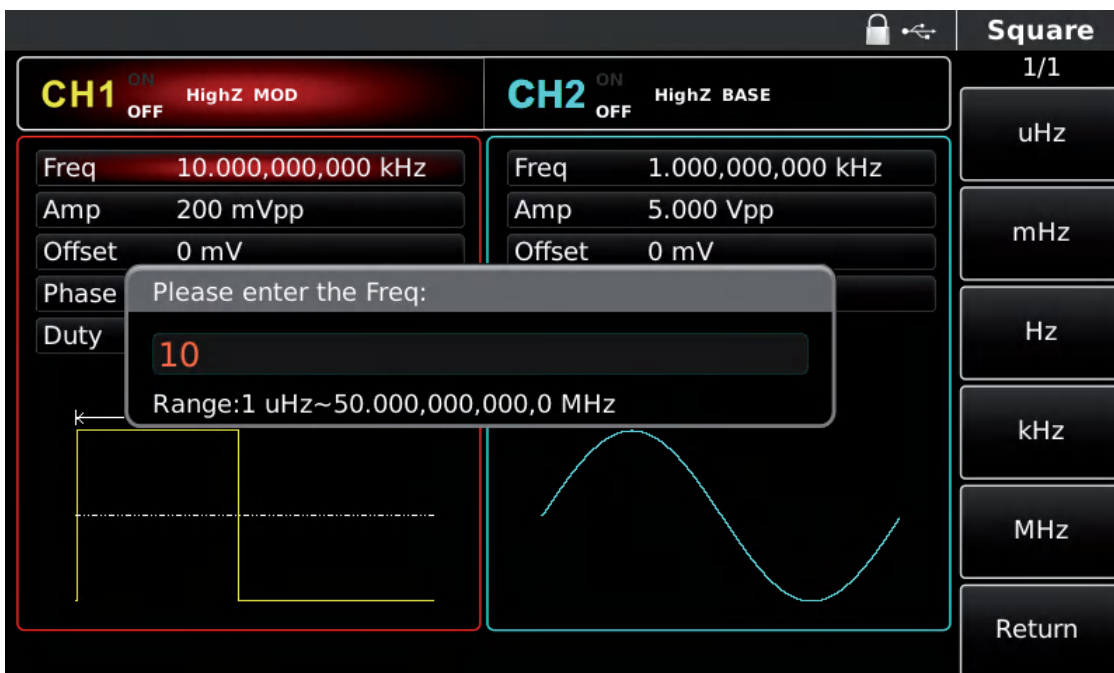 Square
1/1
CH1 ON OFF HighZ MOD
CH2 ON OFF HighZ BASE
Freq 10.000,000,000 kHz
Amp 200 mVpp
Offset 0 mV
Phase
Duty
Freq 1.000,000,000 kHz
Amp 5.000 Vpp
Offset 0 mV
Please enter the Freq:
10
Range:1 uHz~50.000,000,000,0 MHz
uHz
mHz
Hz
kHz
MHz
Return